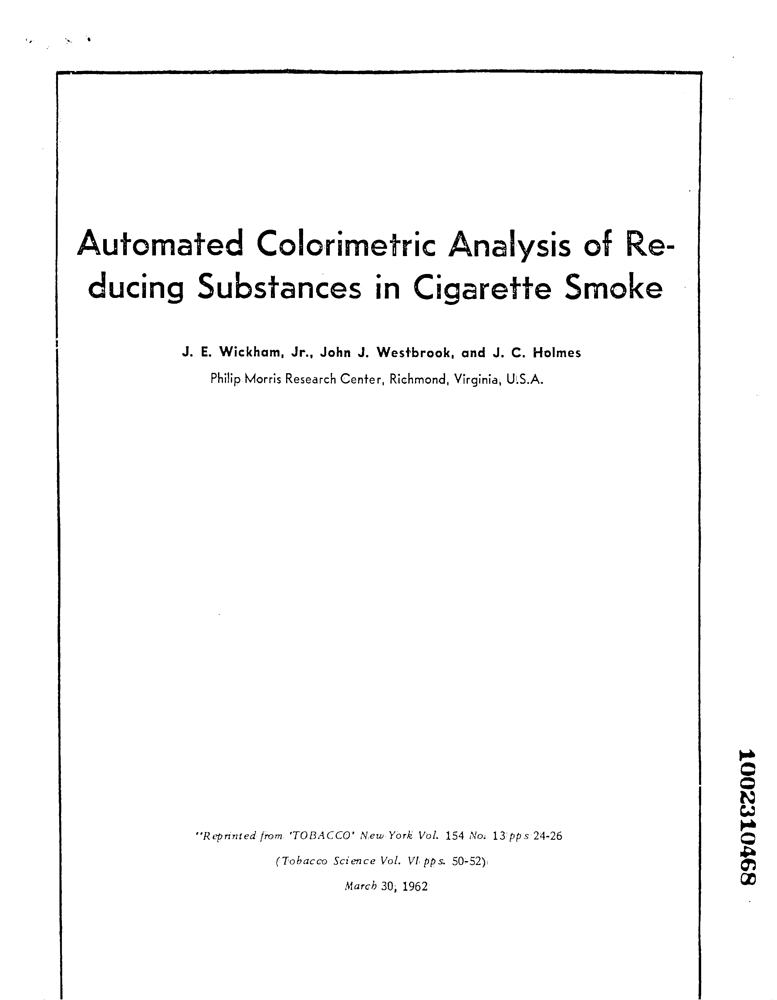 Automated Colorimetric Analysis of Re-
ducing Substances in Cigarette Smoke
J. E. Wickham, Jr., John J. Westbrook, and J. C. Holmes
Philip Morris Research Center, Richmond, Virginia, U.S.A.
"Reprinted from 'TOBACCO' New York Vol. 154 No. 13 pps 24-26
(Tobacco Science Vol. VI pps. 50-52)
March 30, 1962
1002310468